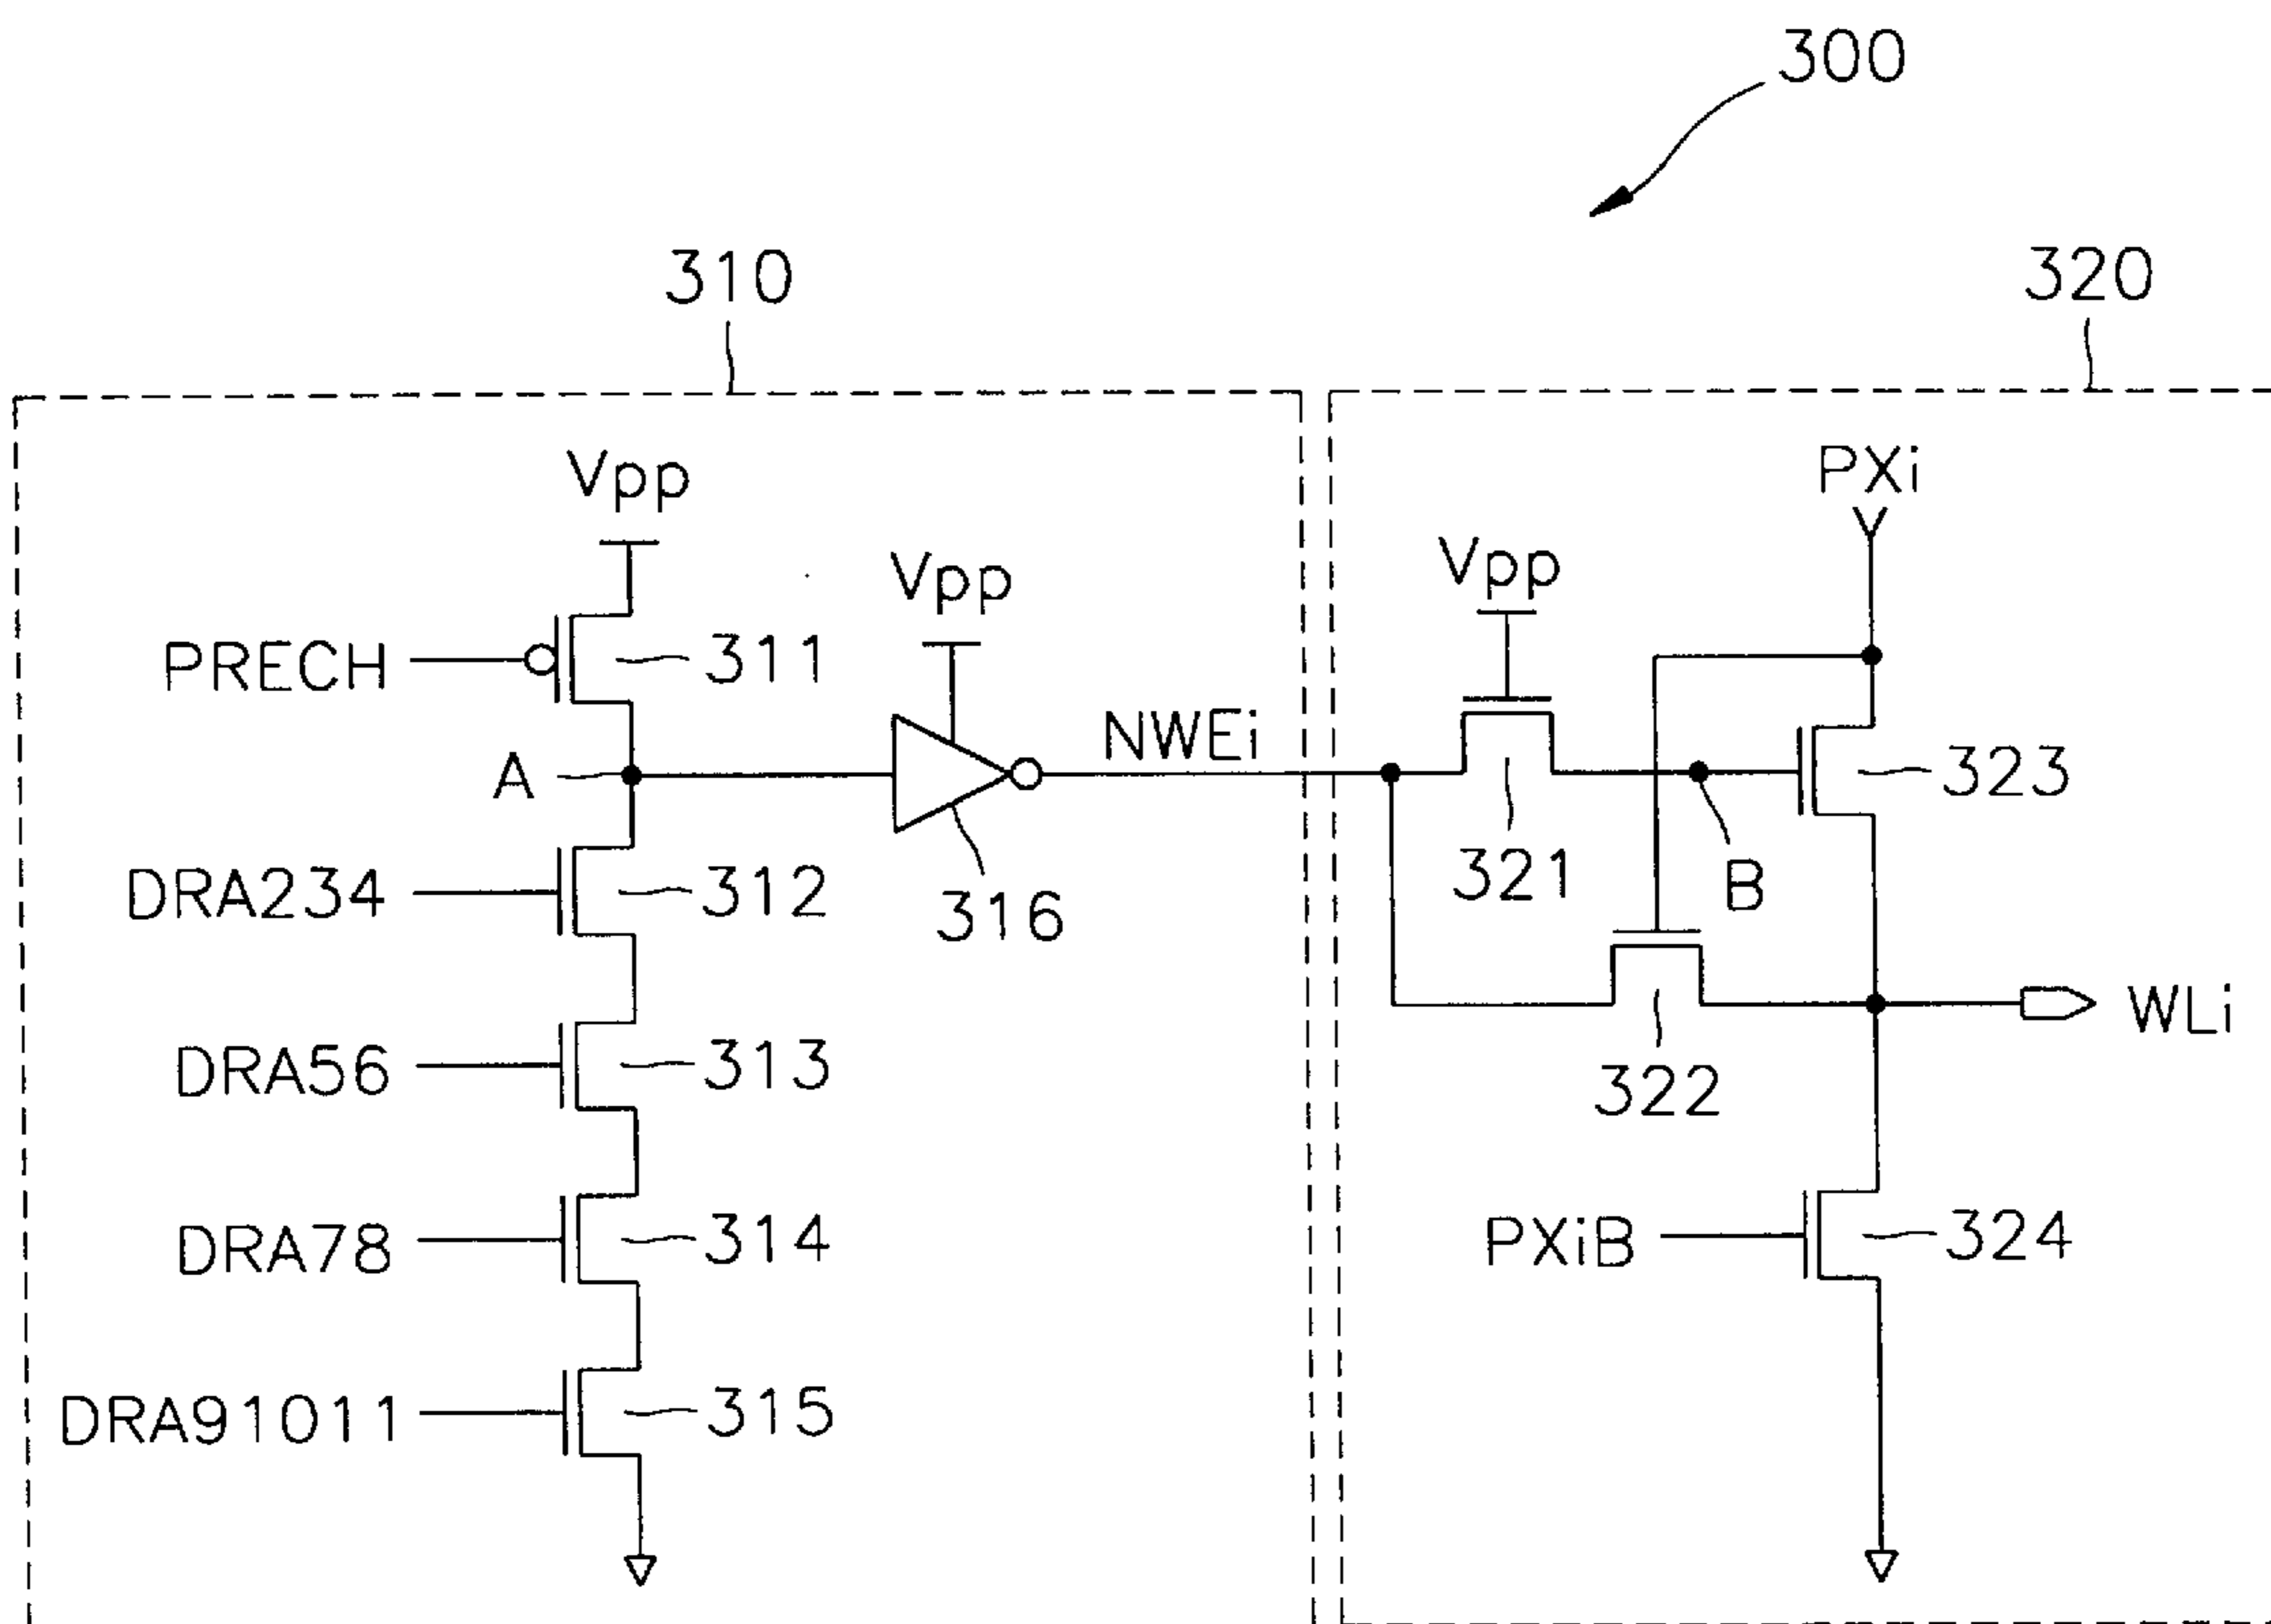 300
310
320
Vpp
PXi
Vpp
Vpp
PRECH
311
NWEi
A
323
321
B
DRA234
312
316
WLi
DRA56
313
322
DRA78
314
PXiB
324
DRA91011
315